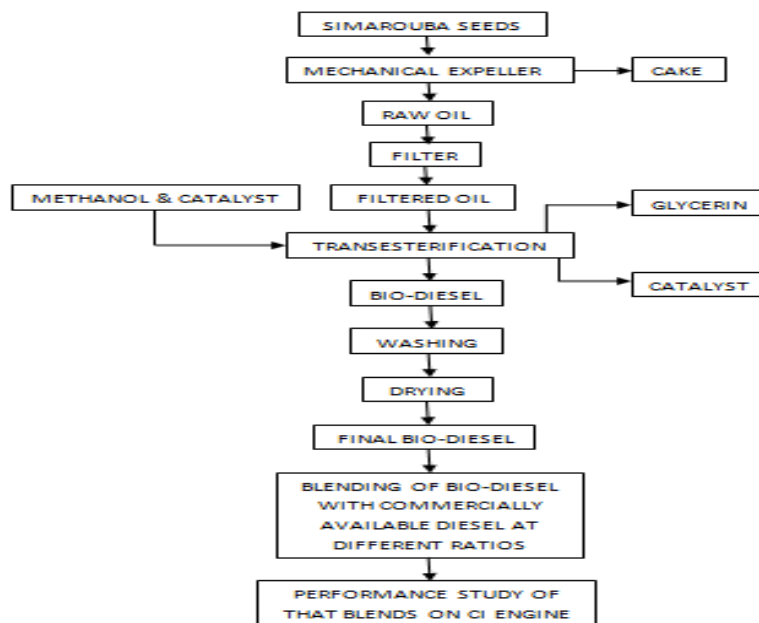 SIMAROUBA SEEDS
MECHANICAL EXPELLER
CAKE
RAW OIL
FILTER
METHANOL & CATALYST
FILTERED OIL
GLYCERIN
TRANSESTERIFICATION
CATALYST
BIO-DIESEL
WASHING
DRYING
FINAL BIO-DIESEL
BLENDING OF BIO-DIESEL
WITH COMMERCIALLY
AVAILABLE DIESEL AT
DIFFERENT RATIOS
PERFORMANCE STUDY OF
THAT BLENDS ON CI ENGINE